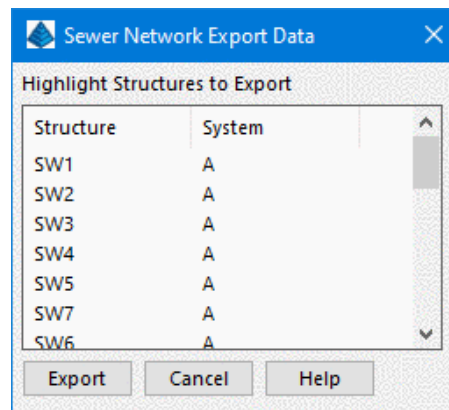 Sewer Network Export Data
Highlight Structures to Export
Structure System
SW1 A
SW2 A
SW3 A
SW4 A
SW5 A
SW7 A
SW6 A
Export Cancel Help